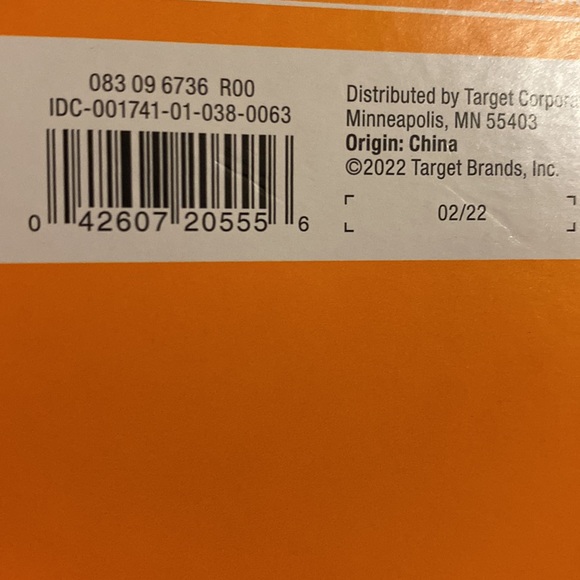 083 09 6736 R00
IDC-001741-01-038-0063
0 42607 20555 6
Distributed by Target
Minneapolis, MN 55403
Origin: China
©2022 Target Brands, Inc.
02/22